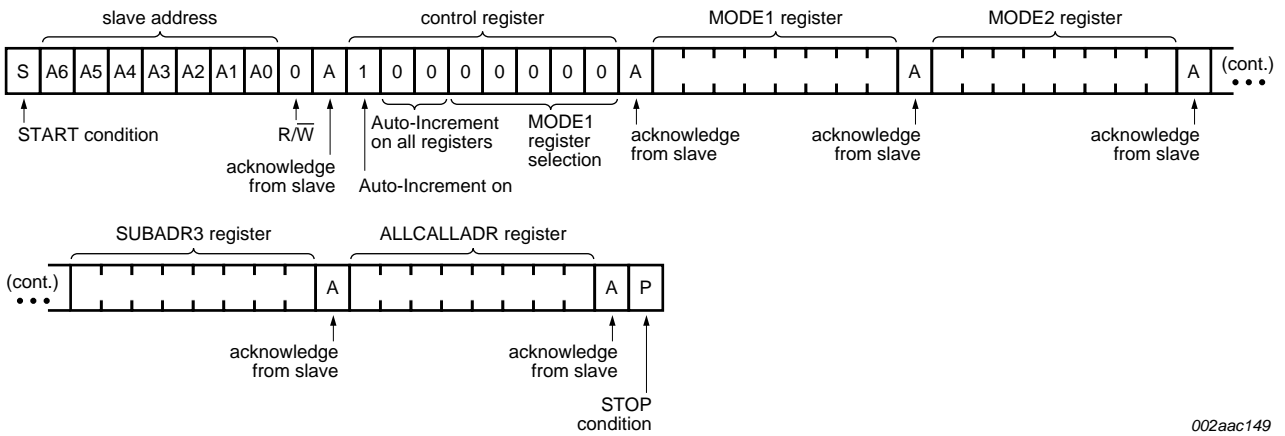 slave address control register MODE1 register MODE2 register
S A6 A5 A4 A3 A2 A1 A0 0 A 1 0 0 0 0 0 0 0 A A A (cont.)
START condition
R/W̅
acknowledge
from slave
Auto-Increment on
Auto-Increment
on all registers
MODE1
register
selection
acknowledge
from slave
acknowledge
from slave
acknowledge
from slave
SUBADR3 register ALLCALLADR register
(cont.) A A P
acknowledge
from slave
acknowledge
from slave
STOP
condition
002aac149